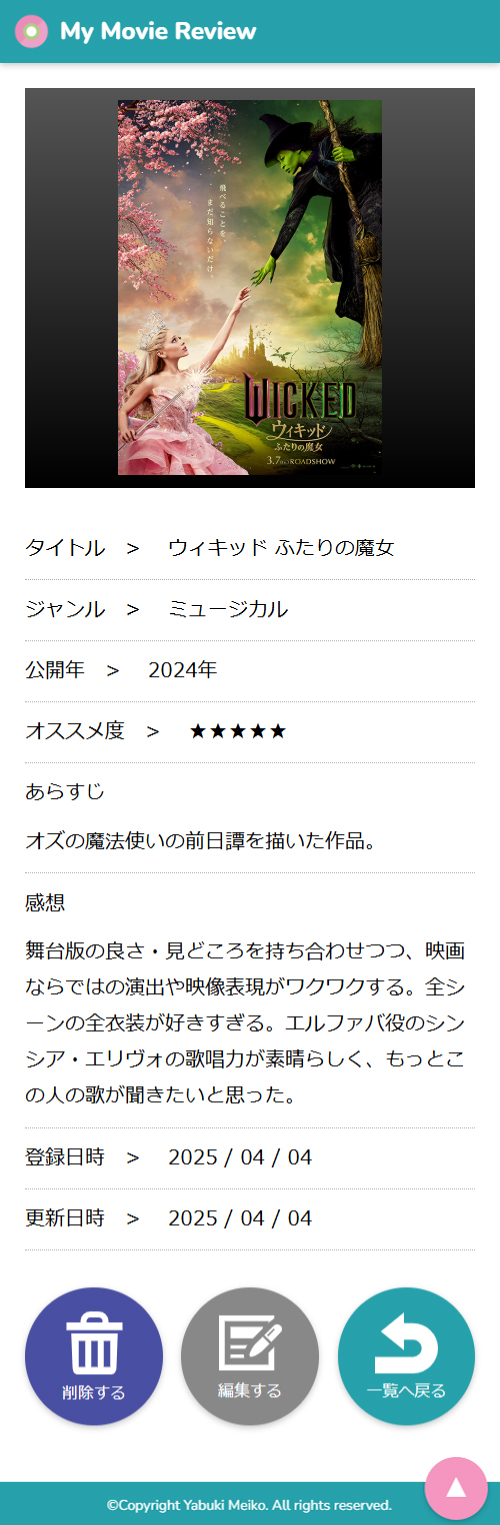 My Movie Review
飛べることを、
まだ知らないだけ。
WICKED
ウィキッド
ふたりの魔女
3.7 ROADSHOW
タイトル > ウィキッド ふたりの魔女
ジャンル > ミュージカル
公開年 > 2024年
オススメ度 > ★★★★★
あらすじ
オズの魔法使いの前日譚を描いた作品。
感想
舞台版の良さ・見どころを持ち合わせつつ、映画
ならではの演出や映像表現がワクワクする。全シ
ーンの全衣装が好きすぎる。エルファバ役のシン
シア・エリヴォの歌唱力が素晴らしく、もっとこ
の人の歌が聞きたいと思った。
登録日時 > 2025 / 04 / 04
更新日時 > 2025 / 04 / 04
削除する
編集する
一覧へ戻る
▲
©Copyright Yabuki Meiko. All rights reserved.